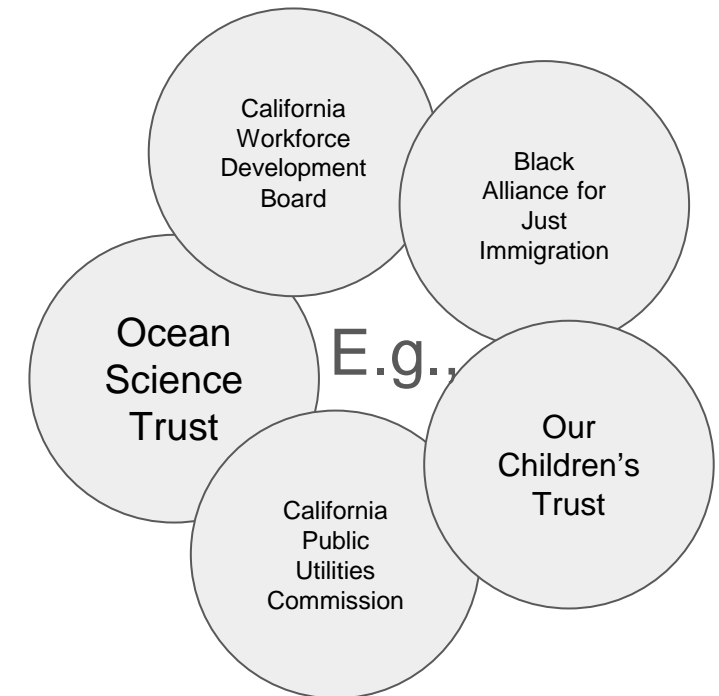 California
Workforce
Development
Board
Black
Alliance for
Just
Immigration
Ocean
Science
Trust
E.g.,
Our
Children’s
Trust
California
Public
Utilities
Commission